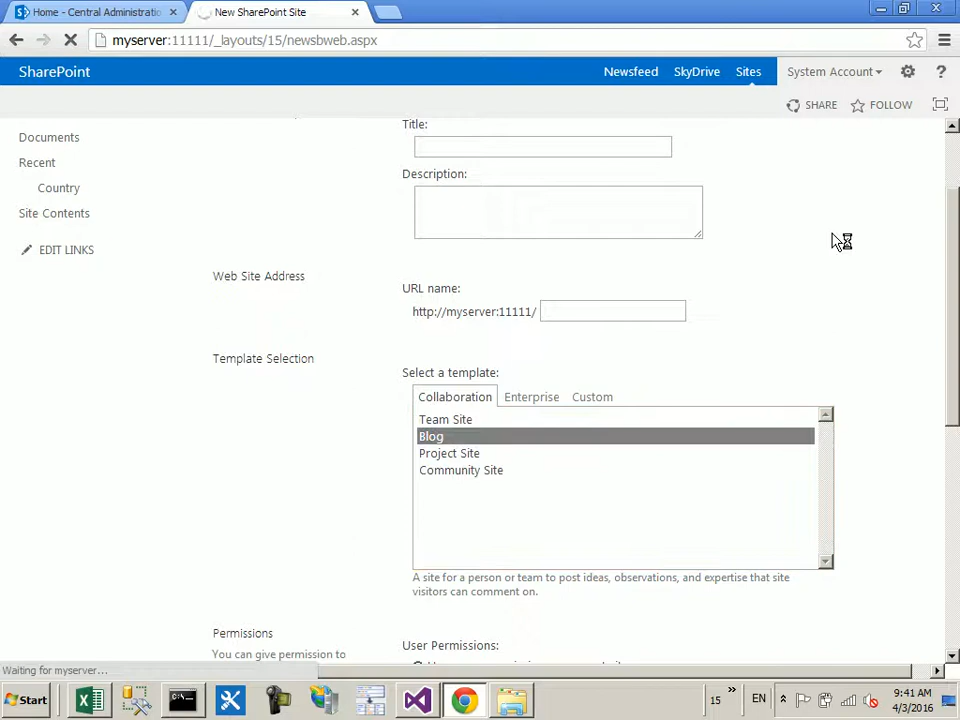 Home - Central Administratio
New SharePoint Site
myserver:11111/_layouts/15/newsbweb.aspx
SharePoint
Newsfeed
SkyDrive
Sites
System Account
?
SHARE
FOLLOW
Documents
Recent
Country
Site Contents
EDIT LINKS
Title:
Description:
Web Site Address
URL name:
http://myserver:11111/
Template Selection
Select a template:
Collaboration
Enterprise
Custom
Team Site
Blog
Project Site
Community Site
A site for a person or team to post ideas, observations, and expertise that site
visitors can comment on.
Permissions
You can give permission to
User Permissions:
Waiting for myserver...
Start
15
EN
9:41 AM
4/3/2016